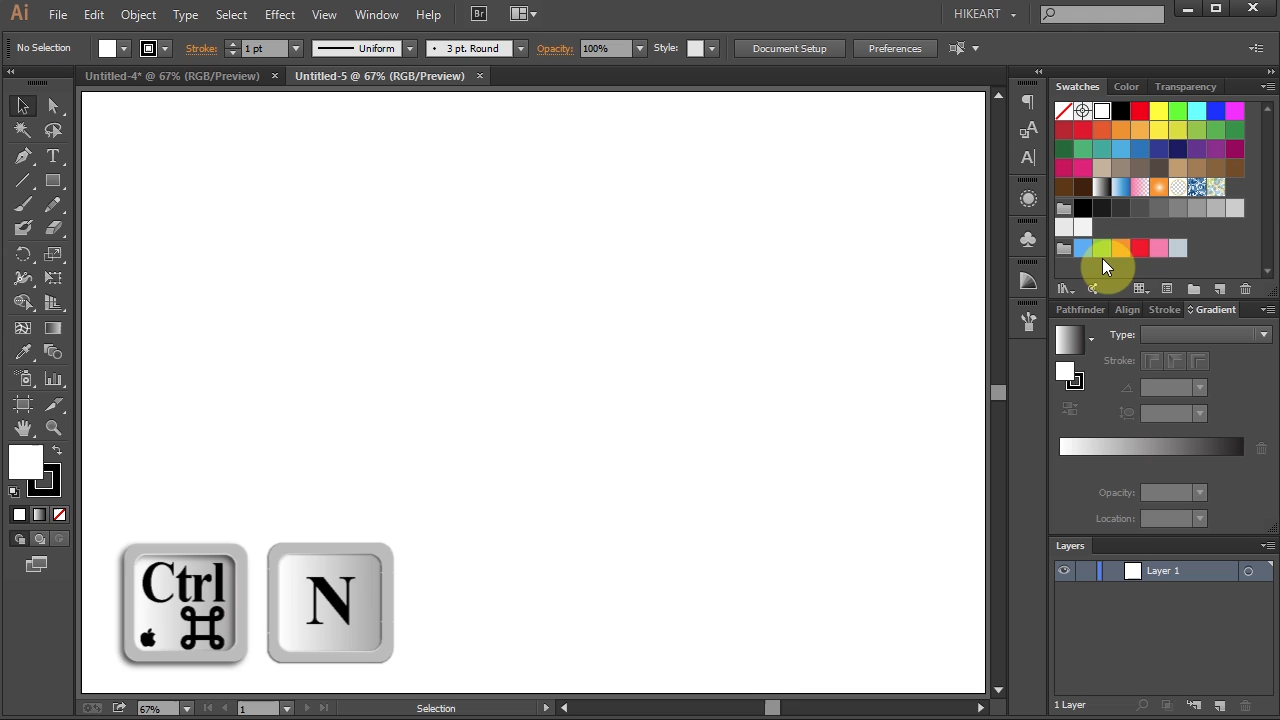 Ai File Edit Object Type Select Effect View Window Help Br HIKEART
No Selection Stroke: 1 pt Uniform 3 pt. Round Opacity: 100% Style: Document Setup Preferences
Untitled-4* @ 67% (RGB/Preview) Untitled-5 @ 67% (RGB/Preview)
Swatches Color Transparency
Pathfinder Align Stroke Gradient
Type:
Stroke:
Opacity:
Location:
Layers
Layer 1
Ctrl N
1 Layer
67% 1 Selection